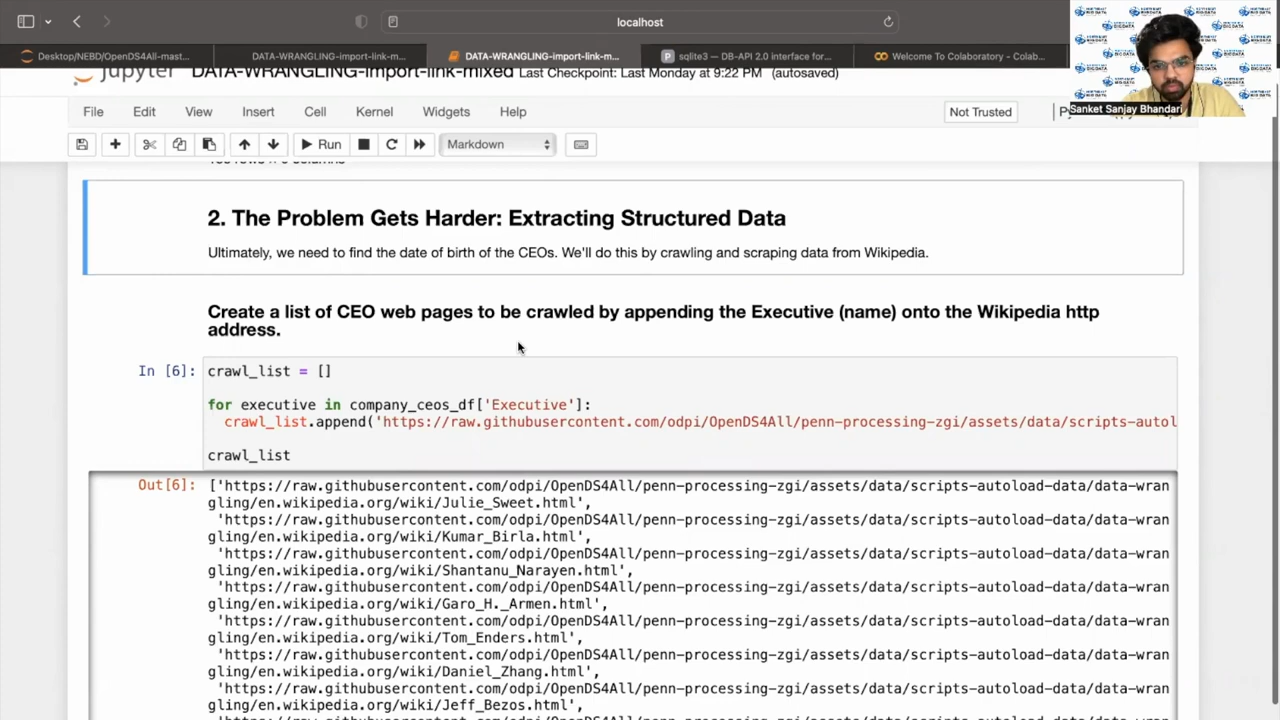 localhost
Desktop/NEBD/OpenDS4All-mast...
DATA-WRANGLING-import-link-m...
DATA-WRANGLING-import-link-m...
sqlite3 — DB-API 2.0 interface for...
Welcome To Colaboratory - Colab...
Sanket Sanjay Bhandari
Jupyter DATA-WRANGLING-import-link-mixed Last Checkpoint: Last Monday at 9:22 PM (autosaved)
File Edit View Insert Cell Kernel Widgets Help Not Trusted
Run Markdown
2. The Problem Gets Harder: Extracting Structured Data
Ultimately, we need to find the date of birth of the CEOs. We'll do this by crawling and scraping data from Wikipedia.
Create a list of CEO web pages to be crawled by appending the Executive (name) onto the Wikipedia http
address.
In [6]: crawl_list = []
for executive in company_ceos_df['Executive']:
crawl_list.append('https://raw.githubusercontent.com/odpi/OpenDS4All/penn-processing-zgi/assets/data/scripts-autol
crawl_list
Out[6]: ['https://raw.githubusercontent.com/odpi/OpenDS4All/penn-processing-zgi/assets/data/scripts-autoload-data/data-wran
gling/en.wikipedia.org/wiki/Julie_Sweet.html',
'https://raw.githubusercontent.com/odpi/OpenDS4All/penn-processing-zgi/assets/data/scripts-autoload-data/data-wran
gling/en.wikipedia.org/wiki/Kumar_Birla.html',
'https://raw.githubusercontent.com/odpi/OpenDS4All/penn-processing-zgi/assets/data/scripts-autoload-data/data-wran
gling/en.wikipedia.org/wiki/Shantanu_Narayen.html',
'https://raw.githubusercontent.com/odpi/OpenDS4All/penn-processing-zgi/assets/data/scripts-autoload-data/data-wran
gling/en.wikipedia.org/wiki/Garo_H._Armen.html',
'https://raw.githubusercontent.com/odpi/OpenDS4All/penn-processing-zgi/assets/data/scripts-autoload-data/data-wran
gling/en.wikipedia.org/wiki/Tom_Enders.html',
'https://raw.githubusercontent.com/odpi/OpenDS4All/penn-processing-zgi/assets/data/scripts-autoload-data/data-wran
gling/en.wikipedia.org/wiki/Daniel_Zhang.html',
'https://raw.githubusercontent.com/odpi/OpenDS4All/penn-processing-zgi/assets/data/scripts-autoload-data/data-wran
gling/en.wikipedia.org/wiki/Jeff_Bezos.html',